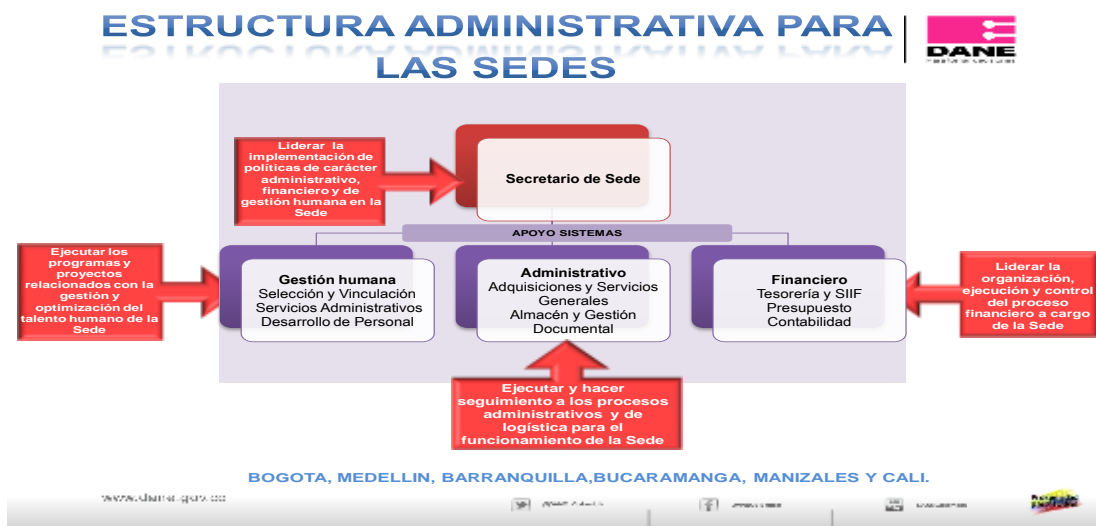 ESTRUCTURA ADMINISTRATIVA PARA
LAS SEDES
DANE
Liderar la
implementación de
políticas de carácter
administrativo,
financiero y de
gestión humana en la
Sede
Secretario de Sede
APOYO SISTEMAS
Ejecutar los
programas y
proyectos
relacionados con la
gestión y
optimización del
talento humano de la
Sede
Gestión humana
Selección y Vinculación
Servicios Administrativos
Desarrollo de Personal
Administrativo
Adquisiciones y Servicios
Generales
Almacén y Gestión
Documental
Financiero
Tesorería y SIIF
Presupuesto
Contabilidad
Liderar la
organización,
ejecución y control
del proceso
financiero a cargo
de la Sede
Ejecutar y hacer
seguimiento a los procesos
administrativos y de
logística para el
funcionamiento de la Sede
BOGOTA, MEDELLIN, BARRANQUILLA,BUCARAMANGA, MANIZALES Y CALI.
www.dane.gov.co